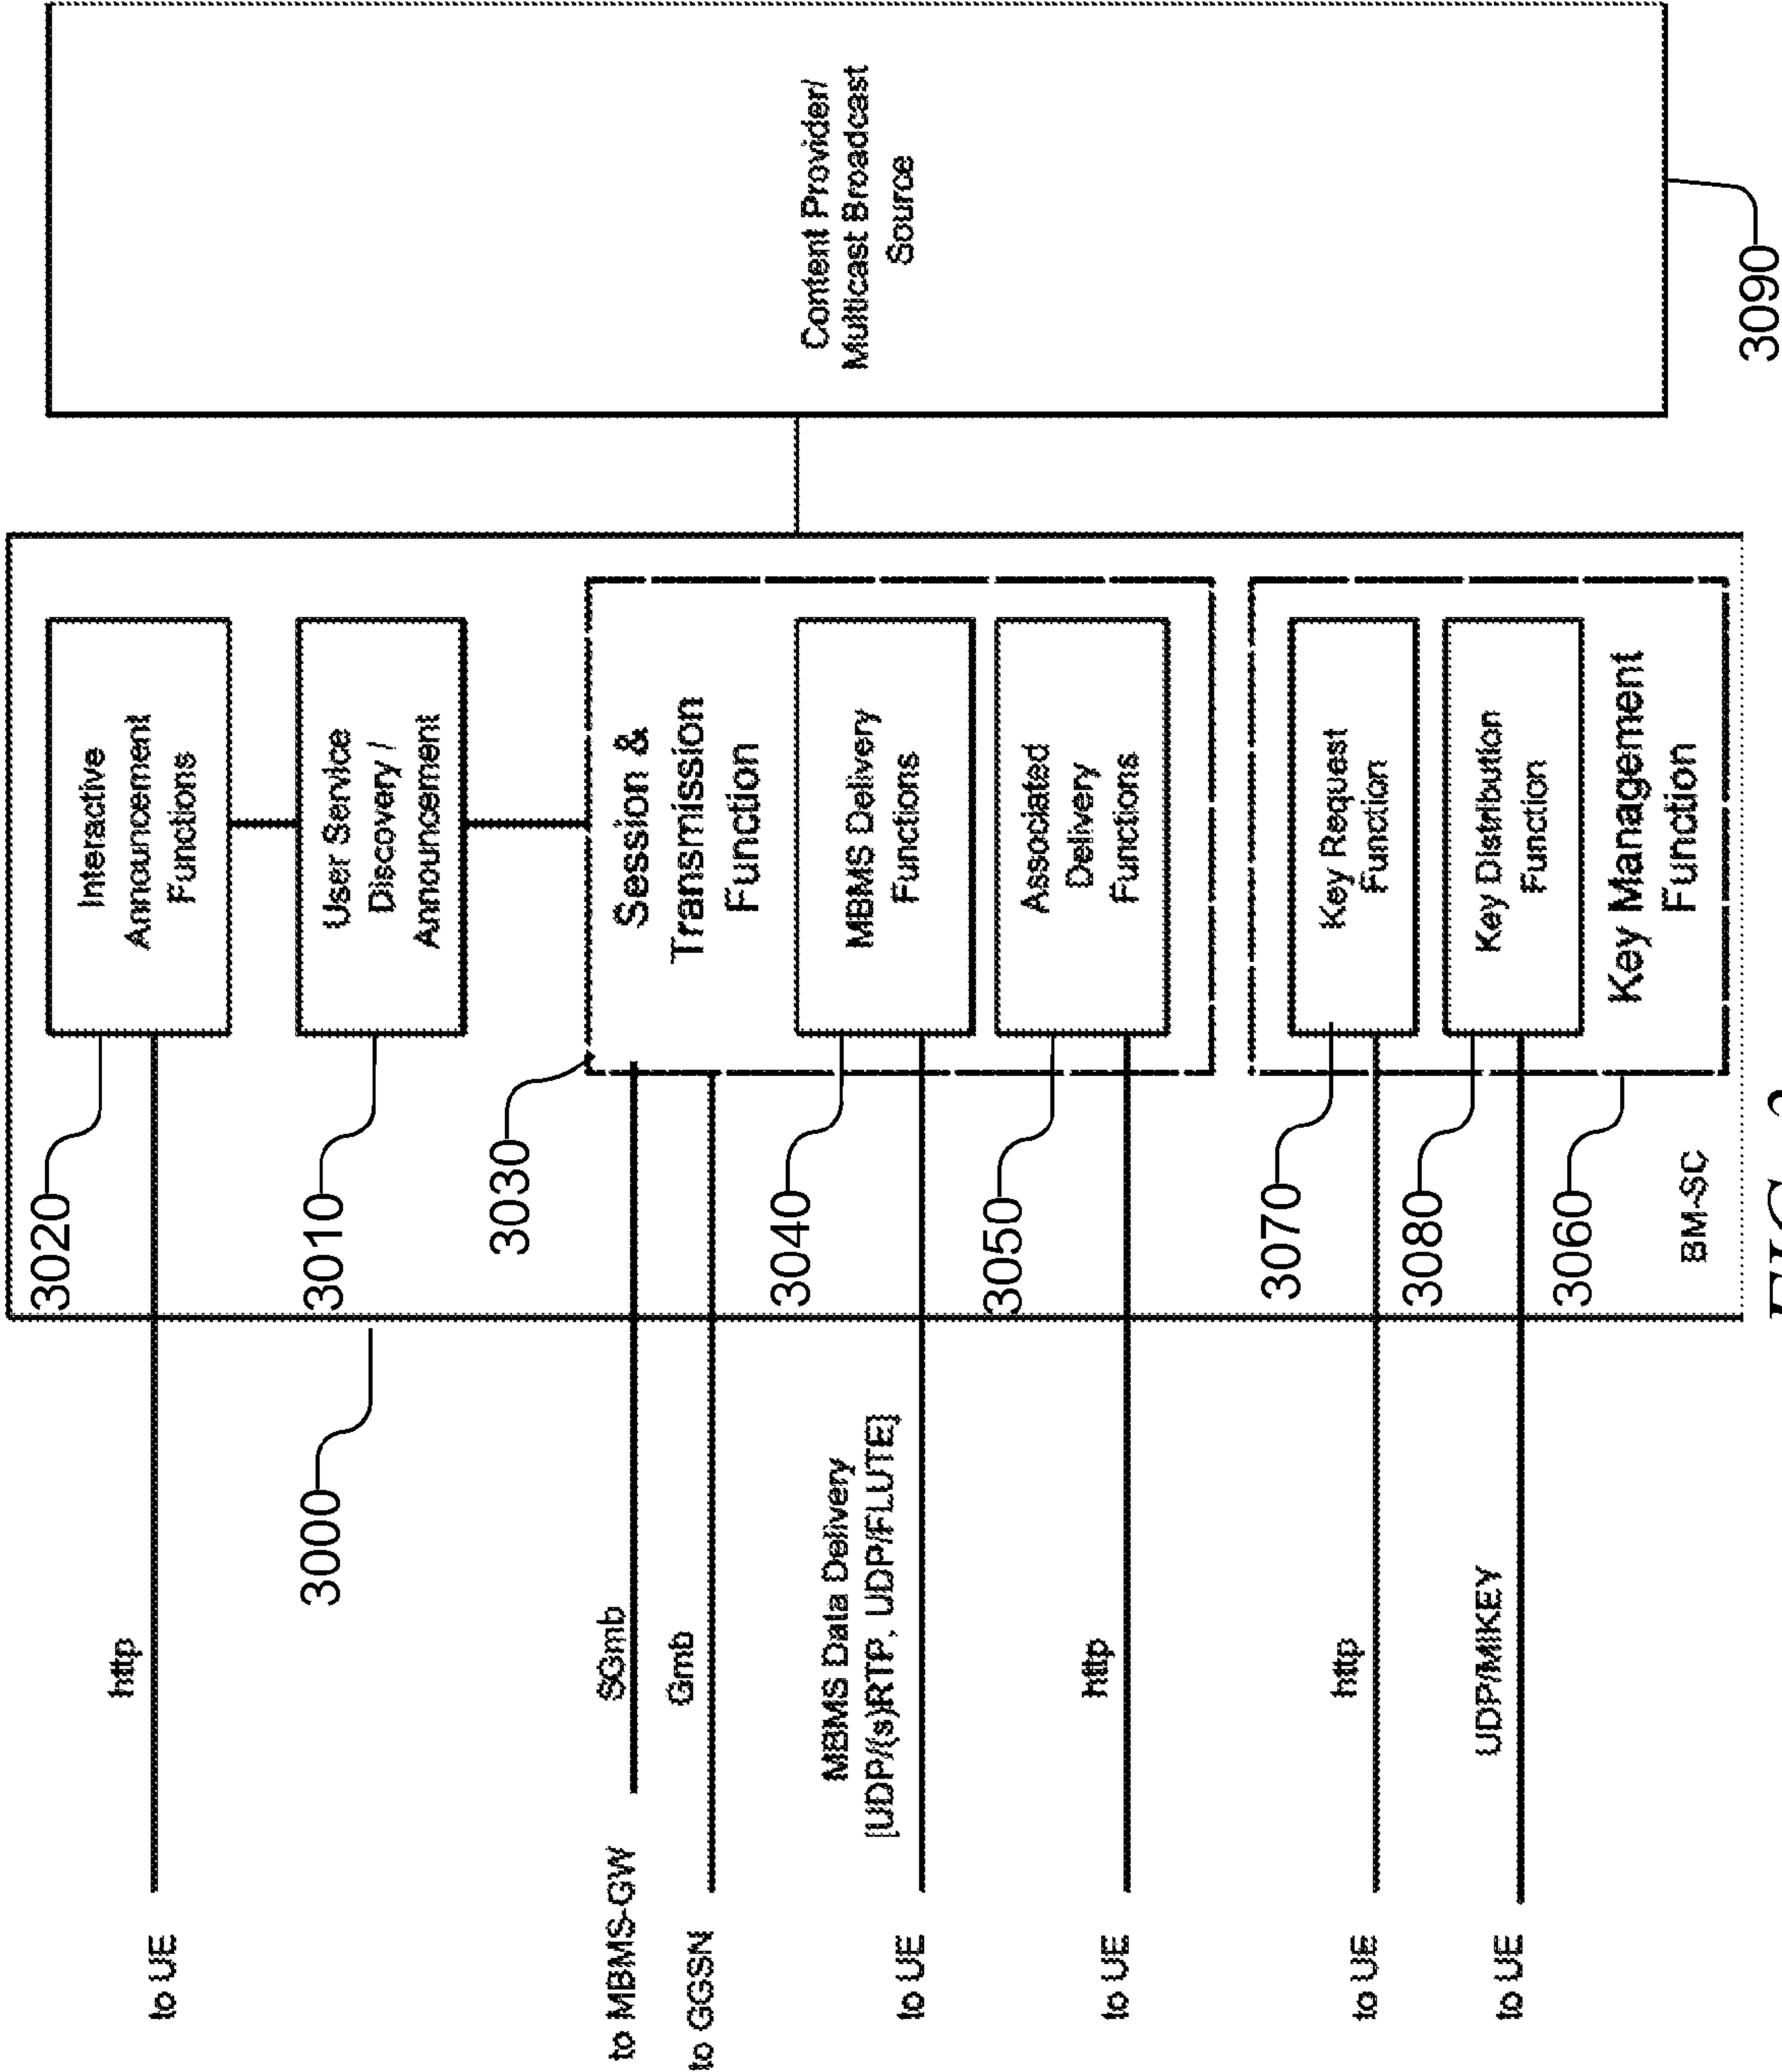 to UE
http
3020
Interactive
Announcement
Functions
3000
3010
User Service
Discovery /
Announcement
to MBMS-GW
SGmb
to GGSN
Gmb
3030
Session &
Transmission
Function
to UE
MBMS Data Delivery
[UDP/(s)RTP, UDP/FLUTE]
3040
MBMS Delivery
Functions
to UE
http
3050
Associated
Delivery
Functions
to UE
http
3070
Key Request
Function
to UE
UDP/MIKEY
3080
Key Distribution
Function
3060
Key Management
Function
BM-SC
Content Provider/
Multicast Broadcast
Source
3090